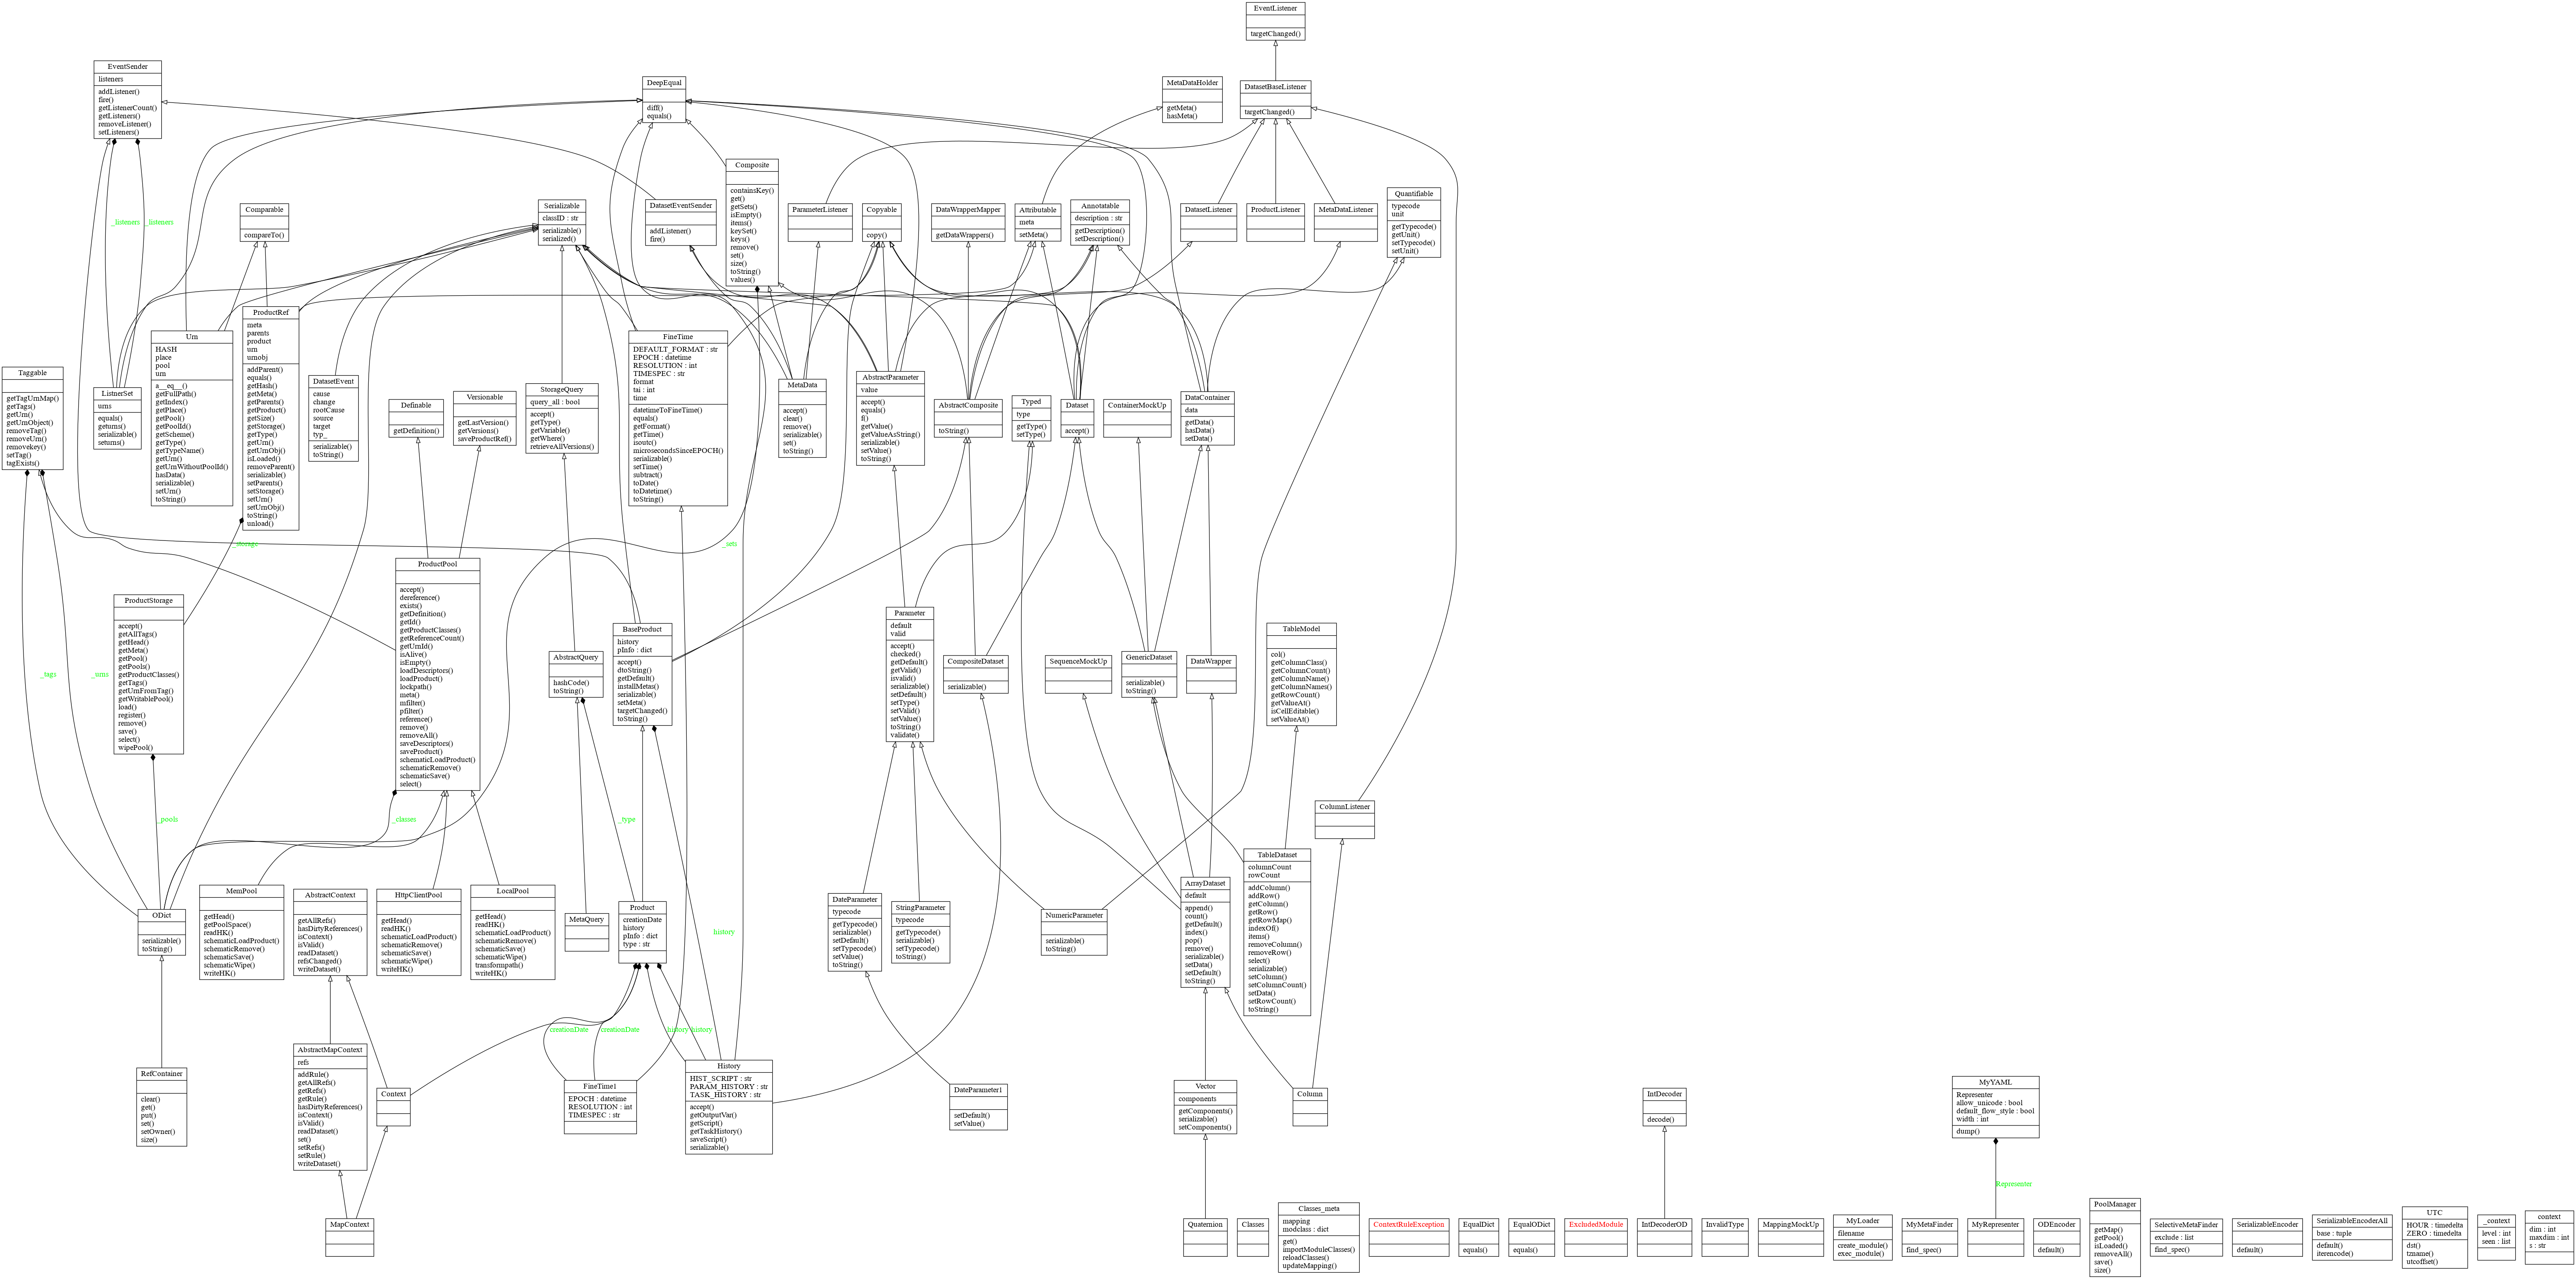 EventListener
targetChanged()
EventSender
listeners
addListener()
fire()
getListenerCount()
getListeners()
removeListener()
setListeners()
DeepEqual
diff()
equals()
MetaDataHolder
getMeta()
hasMeta()
DatasetBaseListener
targetChanged()
Composite
containsKey()
get()
getSets()
isEmpty()
items()
keySet()
keys()
remove()
set()
size()
toString()
values()
_listeners
_listeners
Comparable
compareTo()
Serializable
classID : str
serializable()
serialized()
DatasetEventSender
addListener()
fire()
ParameterListener
Copyable
copy()
DataWrapperMapper
getDataWrappers()
Attributable
meta
setMeta()
Annotatable
description : str
getDescription()
setDescription()
DatasetListener
ProductListener
MetaDataListener
Quantifiable
typecode
unit
getTypecode()
getUnit()
setTypecode()
setUnit()
Taggable
getTagUrnMap()
getTags()
getUrn()
getUrnObject()
removeTag()
removeUrn()
removekey()
setTag()
tagExists()
ListnerSet
urns
equals()
geturns()
serializable()
seturns()
Urn
HASH
place
pool
urn
a__eq__()
getFullPath()
getIndex()
getPlace()
getPool()
getPoolId()
getScheme()
getType()
getTypeName()
getUrn()
getUrnWithoutPoolId()
hasData()
serializable()
setUrn()
toString()
ProductRef
meta
parents
product
urn
urnobj
addParent()
equals()
getHash()
getMeta()
getParents()
getProduct()
getSize()
getStorage()
getType()
getUrn()
getUrnObj()
isLoaded()
removeParent()
serializable()
setParents()
setStorage()
setUrn()
setUrnObj()
toString()
unload()
DatasetEvent
cause
change
rootCause
source
target
typ_
serializable()
toString()
Definable
getDefinition()
Versionable
getLastVersion()
getVersions()
saveProductRef()
StorageQuery
query_all : bool
accept()
getType()
getVariable()
getWhere()
retrieveAllVersions()
FineTime
DEFAULT_FORMAT : str
EPOCH : datetime
RESOLUTION : int
TIMESPEC : str
format
tai : int
time
datetimeToFineTime()
equals()
getFormat()
getTime()
isoutc()
microsecondsSinceEPOCH()
serializable()
setTime()
subtract()
toDate()
toDatetime()
toString()
MetaData
accept()
clear()
remove()
serializable()
set()
toString()
AbstractParameter
value
accept()
equals()
f()
getValue()
getValueAsString()
serializable()
setValue()
toString()
AbstractComposite
toString()
Typed
type
getType()
setType()
Dataset
accept()
ContainerMockUp
DataContainer
data
getData()
hasData()
setData()
_storage
_sets
ProductStorage
accept()
getAllTags()
getHead()
getMeta()
getPool()
getPools()
getProductClasses()
getTags()
getUrnFromTag()
getWritablePool()
load()
register()
remove()
save()
select()
wipePool()
ProductPool
accept()
dereference()
exists()
getDefinition()
getId()
getProductClasses()
getReferenceCount()
getUrnId()
isAlive()
isEmpty()
loadDescriptors()
loadProduct()
lockpath()
meta()
mfilter()
pfilter()
reference()
remove()
removeAll()
saveDescriptors()
saveProduct()
schematicLoadProduct()
schematicRemove()
schematicSave()
select()
AbstractQuery
hashCode()
toString()
BaseProduct
history
pInfo : dict
accept()
dtoString()
getDefault()
installMetas()
serializable()
setMeta()
targetChanged()
toString()
Parameter
default
valid
accept()
checked()
getDefault()
getValid()
isvalid()
serializable()
setDefault()
setType()
setValid()
setValue()
toString()
validate()
CompositeDataset
serializable()
SequenceMockUp
GenericDataset
serializable()
toString()
DataWrapper
TableModel
col()
getColumnClass()
getColumnCount()
getColumnName()
getColumnNames()
getRowCount()
getValueAt()
isCellEditable()
setValueAt()
_tags
_urns
_pools
_classes
_type
ColumnListener
ODict
serializable()
toString()
MemPool
getHead()
getPoolSpace()
readHK()
schematicLoadProduct()
schematicRemove()
schematicSave()
schematicWipe()
writeHK()
AbstractContext
getAllRefs()
hasDirtyReferences()
isContext()
isValid()
readDataset()
refsChanged()
writeDataset()
HttpClientPool
getHead()
readHK()
schematicLoadProduct()
schematicRemove()
schematicSave()
schematicWipe()
writeHK()
LocalPool
getHead()
readHK()
schematicLoadProduct()
schematicRemove()
schematicSave()
schematicWipe()
transformpath()
writeHK()
MetaQuery
Product
creationDate
history
pInfo : dict
type : str
history
DateParameter
typecode
getTypecode()
serializable()
setDefault()
setTypecode()
setValue()
toString()
StringParameter
typecode
getTypecode()
serializable()
setTypecode()
toString()
NumericParameter
serializable()
toString()
ArrayDataset
default
append()
count()
getDefault()
index()
pop()
remove()
serializable()
setData()
setDefault()
toString()
TableDataset
columnCount
rowCount
addColumn()
addRow()
getColumn()
getRow()
getRowMap()
indexOf()
items()
removeColumn()
removeRow()
select()
serializable()
setColumn()
setColumnCount()
setData()
setRowCount()
toString()
creationDate
creationDate
history
history
RefContainer
clear()
get()
put()
set()
setOwner()
size()
AbstractMapContext
refs
addRule()
getAllRefs()
getRefs()
getRule()
hasDirtyReferences()
isContext()
isValid()
readDataset()
set()
setRefs()
setRule()
writeDataset()
Context
FineTime1
EPOCH : datetime
RESOLUTION : int
TIMESPEC : str
History
HIST_SCRIPT : str
PARAM_HISTORY : str
TASK_HISTORY : str
accept()
getOutputVar()
getScript()
getTaskHistory()
saveScript()
serializable()
DateParameter1
setDefault()
setValue()
Vector
components
getComponents()
serializable()
setComponents()
Column
IntDecoder
decode()
MyYAML
Representer
allow_unicode : bool
default_flow_style : bool
width : int
dump()
Representer
MapContext
Quaternion
Classes
Classes_meta
mapping
modclass : dict
get()
importModuleClasses()
reloadClasses()
updateMapping()
ContextRuleException
EqualDict
equals()
EqualODict
equals()
ExcludedModule
IntDecoderOD
InvalidType
MappingMockUp
MyLoader
filename
create_module()
exec_module()
MyMetaFinder
find_spec()
MyRepresenter
ODEncoder
default()
PoolManager
getMap()
getPool()
isLoaded()
removeAll()
save()
size()
SelectiveMetaFinder
exclude : list
find_spec()
SerializableEncoder
default()
SerializableEncoderAll
base : tuple
default()
iterencode()
UTC
HOUR : timedelta
ZERO : timedelta
dst()
tzname()
utcoffset()
_context
level : int
seen : list
context
dim : int
maxdim : int
s : str